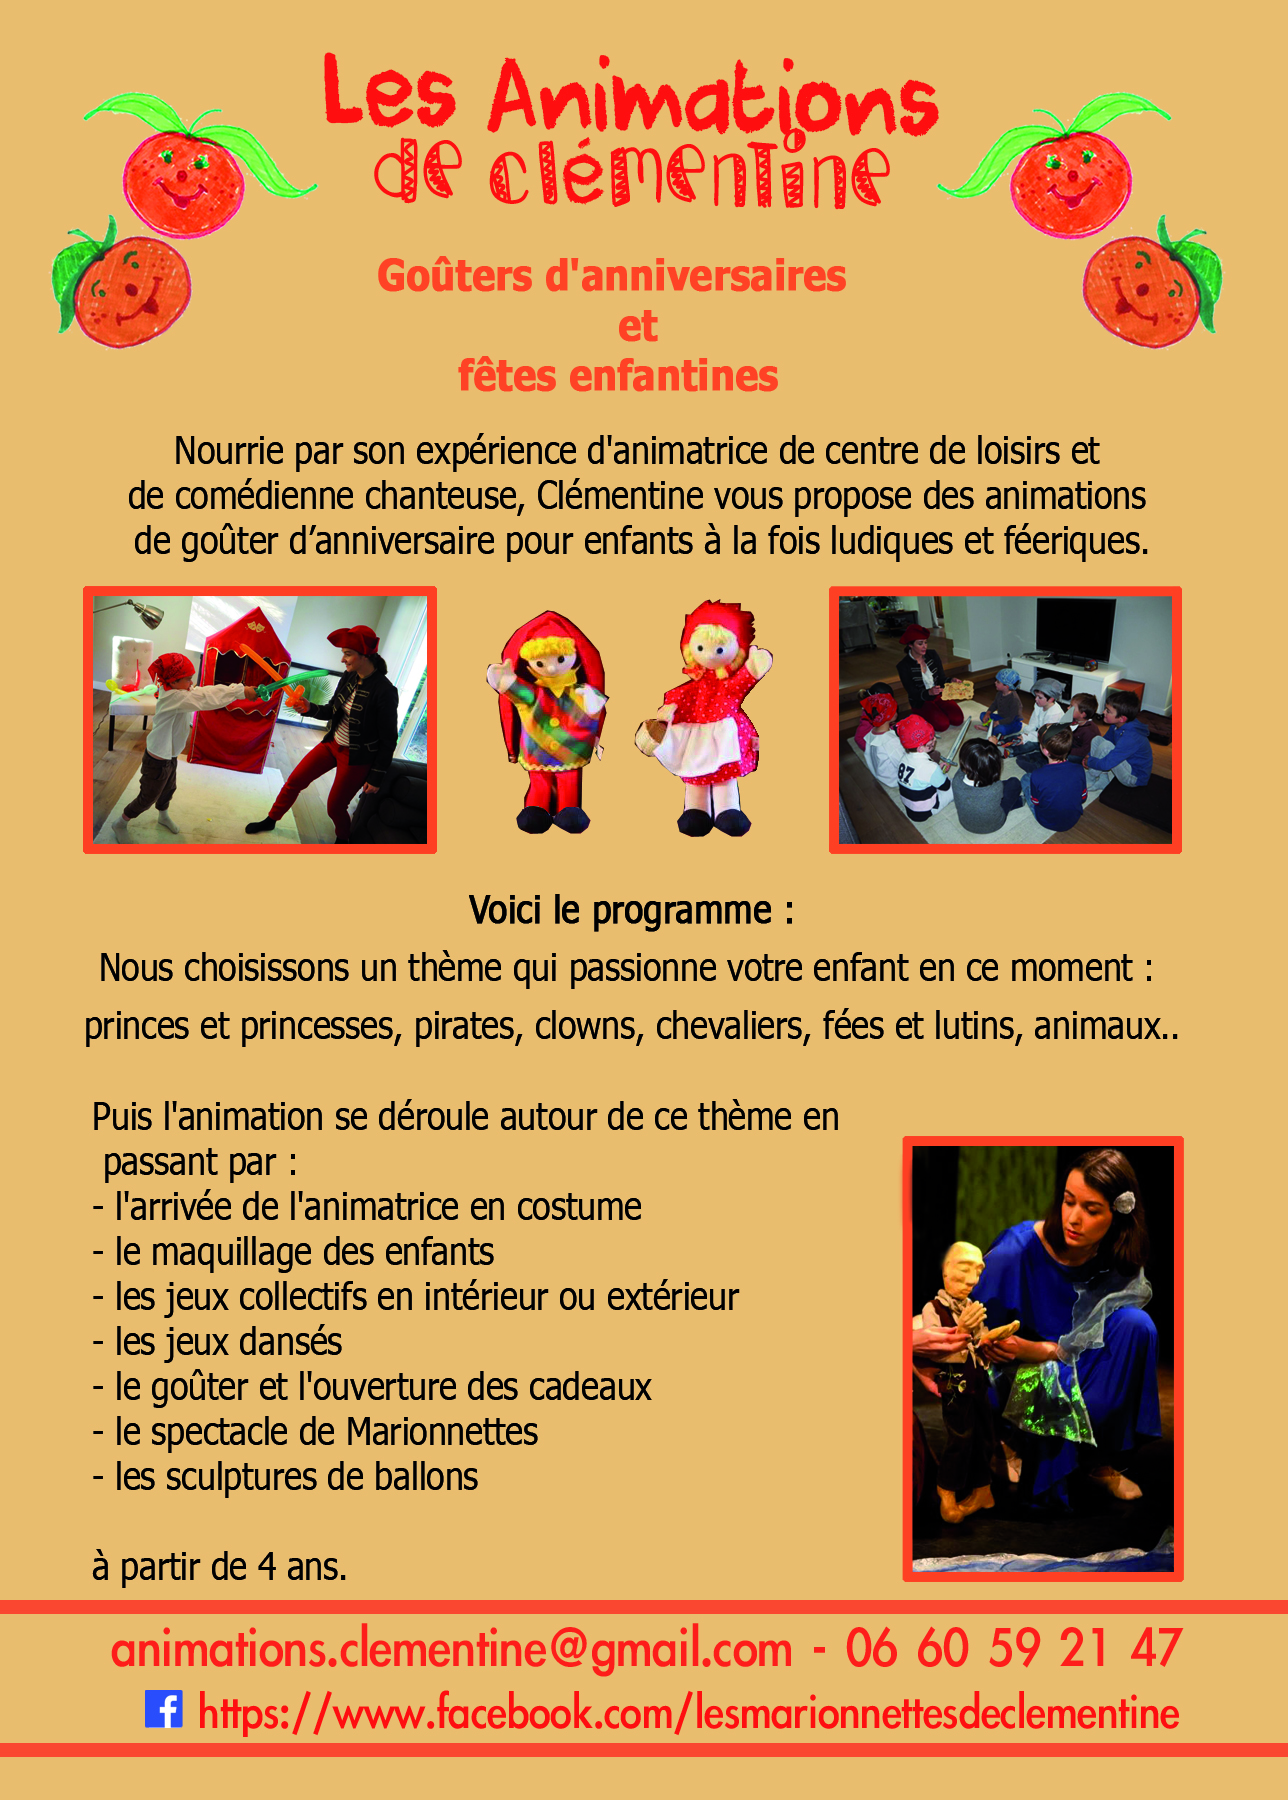 Les Animations
de clémentine
Goûters d'anniversaires
et
fêtes enfantines
Nourrie par son expérience d'animatrice de centre de loisirs et
de comédienne chanteuse, Clémentine vous propose des animations
de goûter d’anniversaire pour enfants à la fois ludiques et féeriques.
87
Voici le programme :
Nous choisissons un thème qui passionne votre enfant en ce moment :
princes et princesses, pirates, clowns, chevaliers, fées et lutins, animaux..
Puis l'animation se déroule autour de ce thème en
passant par :
- l'arrivée de l'animatrice en costume
- le maquillage des enfants
- les jeux collectifs en intérieur ou extérieur
- les jeux dansés
- le goûter et l'ouverture des cadeaux
- le spectacle de Marionnettes
- les sculptures de ballons
à partir de 4 ans.
animations.clementine@gmail.com - 06 60 59 21 47
f https://www.facebook.com/lesmarionnettesdeclementine